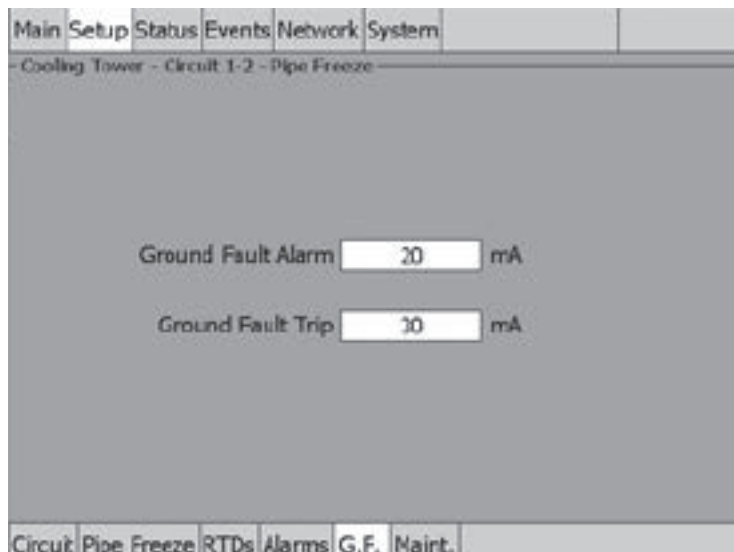 Main Setup Status Events Network System
Cooling Tower - Circuit 1-2 - Pipe Freeze
Ground Fault Alarm 20 mA
Ground Fault Trip 30 mA
Circuit Pipe Freeze RTDs Alarms G.F. Maint.